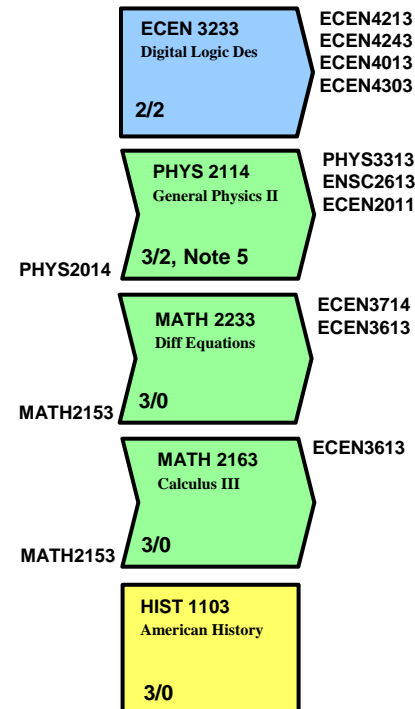 ECEN 3233
Digital Logic Des
2/2
ECEN4213
ECEN4243
ECEN4013
ECEN4303
PHYS 2114
General Physics II
3/2, Note 5
PHYS2014
PHYS3313
ENSC2613
ECEN2011
MATH 2233
Diff Equations
3/0
MATH2153
ECEN3714
ECEN3613
MATH 2163
Calculus III
3/0
MATH2153
ECEN3613
HIST 1103
American History
3/0